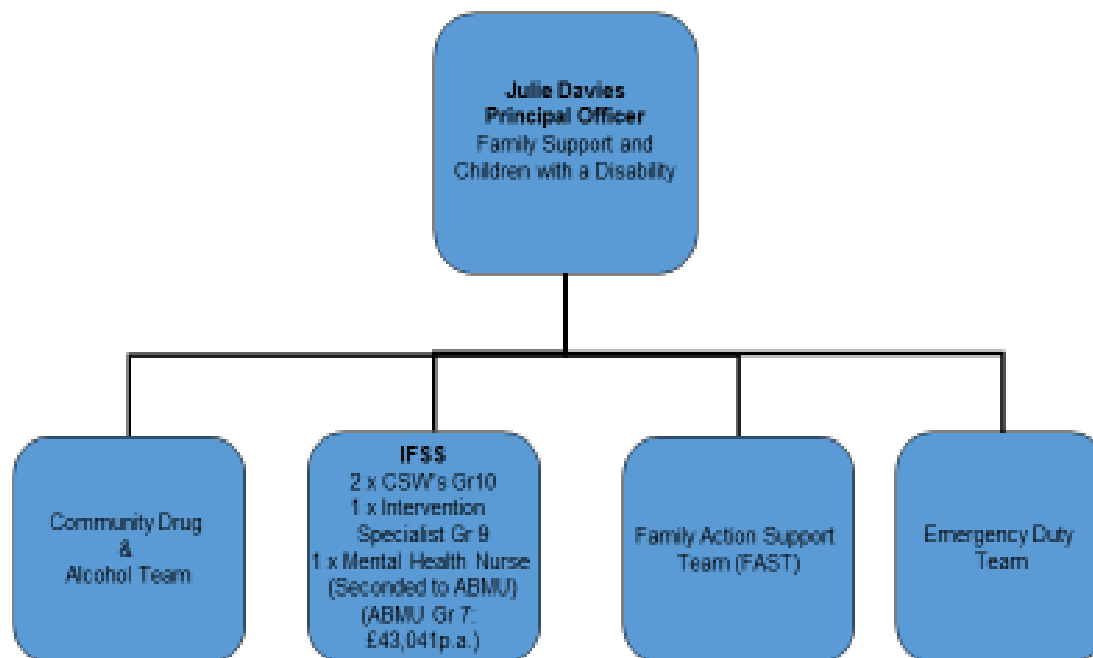 Julie Davies
Principal Officer
Family Support and
Children with a Disability
Community Drug
&
Alcohol Team
IFSS
2 x CSW's Gr10
1 x Intervention
Specialist Gr 9
1 x Mental Health Nurse
(Seconded to ABMU)
(ABMU Gr 7:
£43,041p.a.)
Family Action Support
Team (FAST)
Emergency Duty
Team